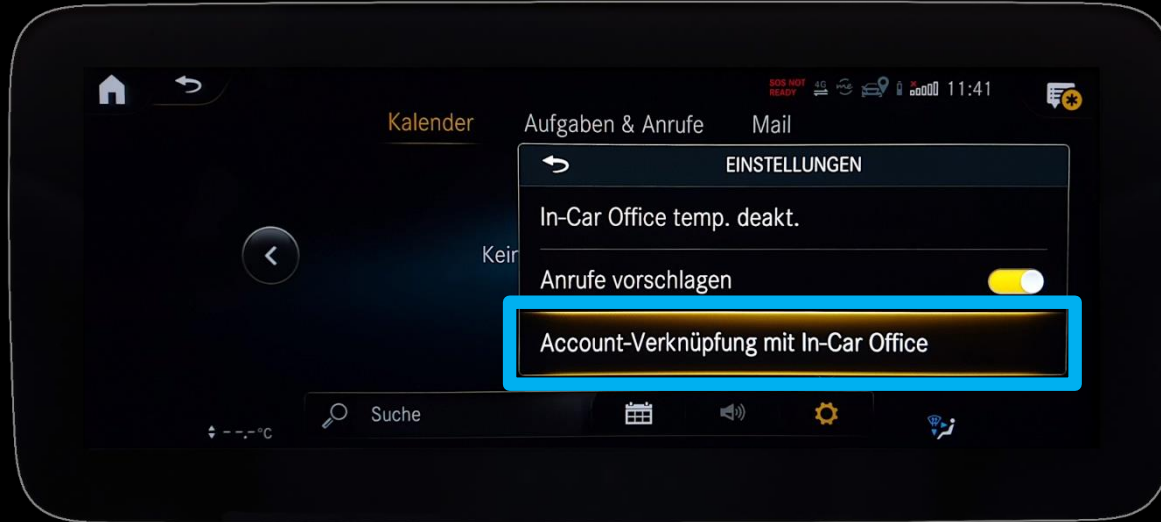 SOS NOT
READY
4G
me
11:41
Kalender
Aufgaben & Anrufe
Mail
EINSTELLUNGEN
In-Car Office temp. deakt.
Kein
Anrufe vorschlagen
Account-Verknüpfung mit In-Car Office
Suche
--.-°C